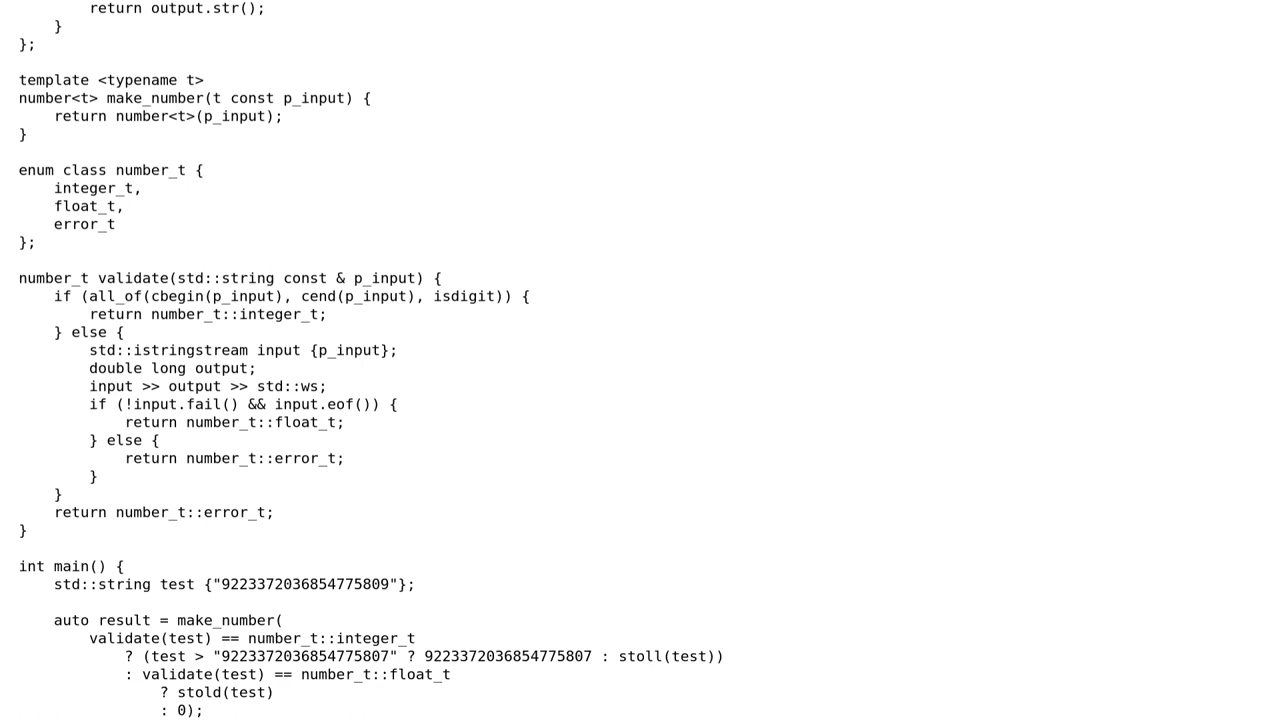 return output.str();
    }
};

template <typename t>
number<t> make_number(t const p_input) {
    return number<t>(p_input);
}

enum class number_t {
    integer_t,
    float_t,
    error_t
};

number_t validate(std::string const & p_input) {
    if (all_of(cbegin(p_input), cend(p_input), isdigit)) {
        return number_t::integer_t;
    } else {
        std::istringstream input {p_input};
        double long output;
        input >> output >> std::ws;
        if (!input.fail() && input.eof()) {
            return number_t::float_t;
        } else {
            return number_t::error_t;
        }
    }
    return number_t::error_t;
}

int main() {
    std::string test {"9223372036854775809"};

    auto result = make_number(
        validate(test) == number_t::integer_t
            ? (test > "9223372036854775807" ? 9223372036854775807 : stoll(test))
            : validate(test) == number_t::float_t
                ? stold(test)
                : 0);